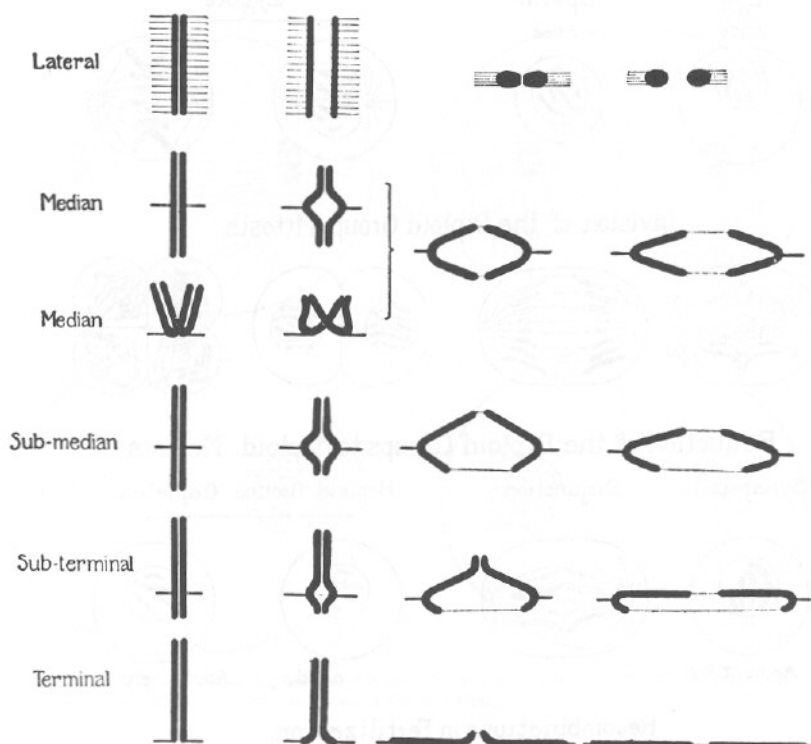 Lateral
Median
Median
Sub-median
Sub-terminal
Terminal